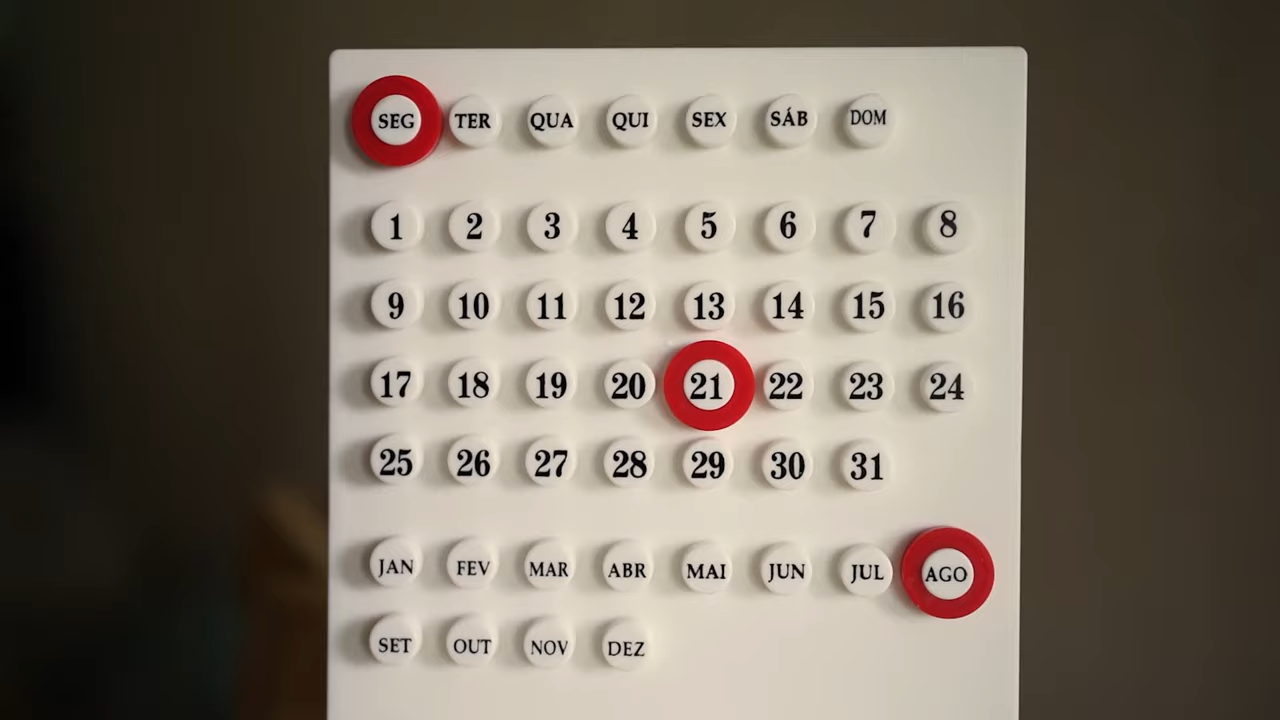 SEG TER QUA QUI SEX SÁB DOM
1 2 3 4 5 6 7 8
9 10 11 12 13 14 15 16
17 18 19 20 21 22 23 24
25 26 27 28 29 30 31
JAN FEV MAR ABR MAI JUN JUL AGO
SET OUT NOV DEZ